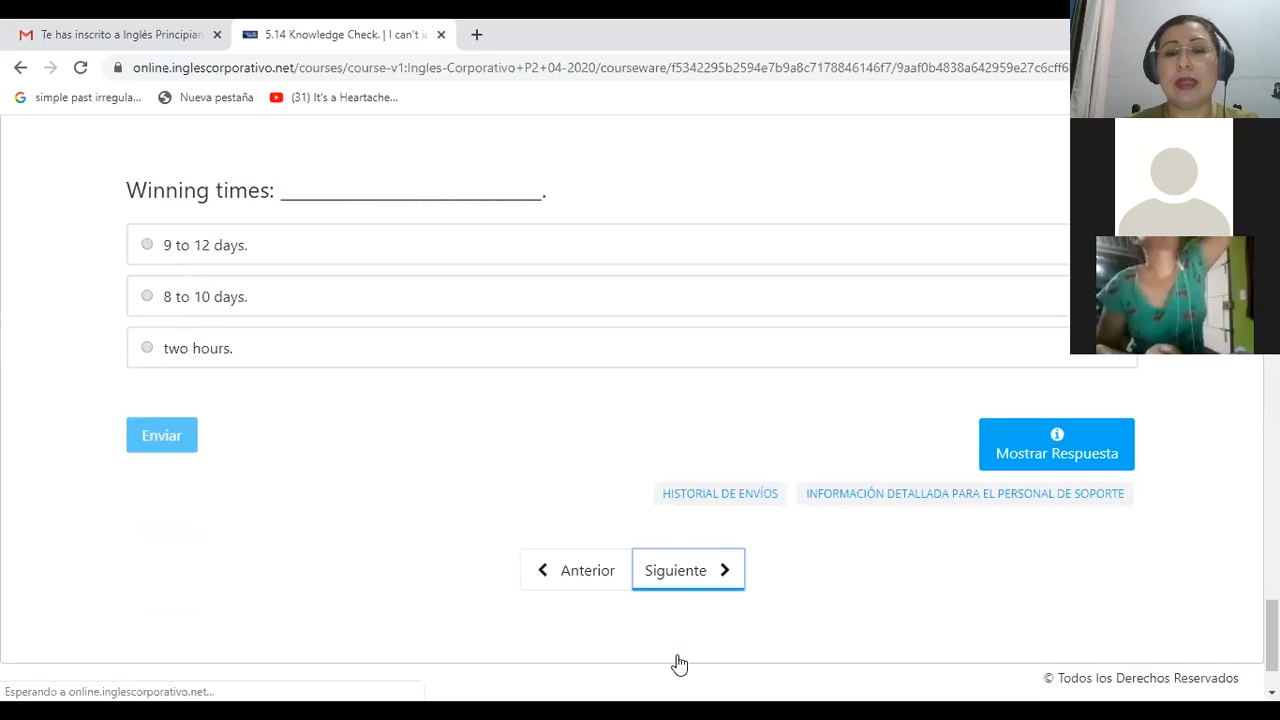 Te has inscrito a Inglés Principian
5.14 Knowledge Check. | I can't i
online.inglescorporativo.net/courses/course-v1:Ingles-Corporativo+P2+04-2020/courseware/f5342295b2594e7b9a8c7178846146f7/9aaf0b4838a642959e27c6cff6
simple past irregula...
Nueva pestaña
(31) It's a Heartache...
Winning times: ________________________.
9 to 12 days.
8 to 10 days.
two hours.
Enviar
Mostrar Respuesta
HISTORIAL DE ENVÍOS
INFORMACIÓN DETALLADA PARA EL PERSONAL DE SOPORTE
Anterior
Siguiente
© Todos los Derechos Reservados
Esperando a online.inglescorporativo.net...